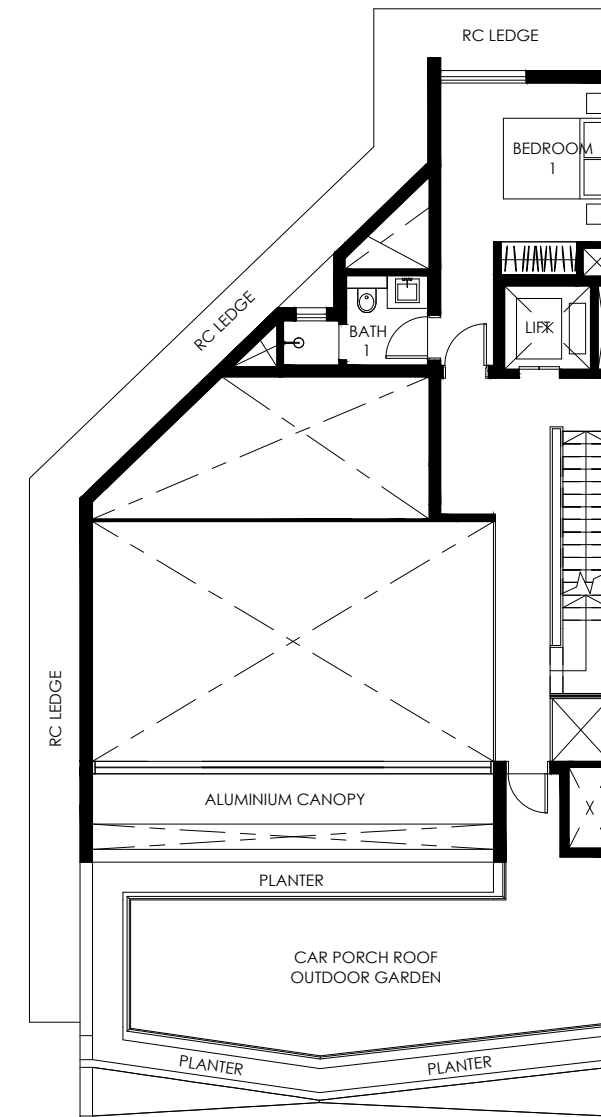 RC LEDGE
BEDROOM
1
RC LEDGE
LIFT
BATH
1
RC LEDGE
ALUMINIUM CANOPY
PLANTER
CAR PORCH ROOF
OUTDOOR GARDEN
PLANTER
PLANTER